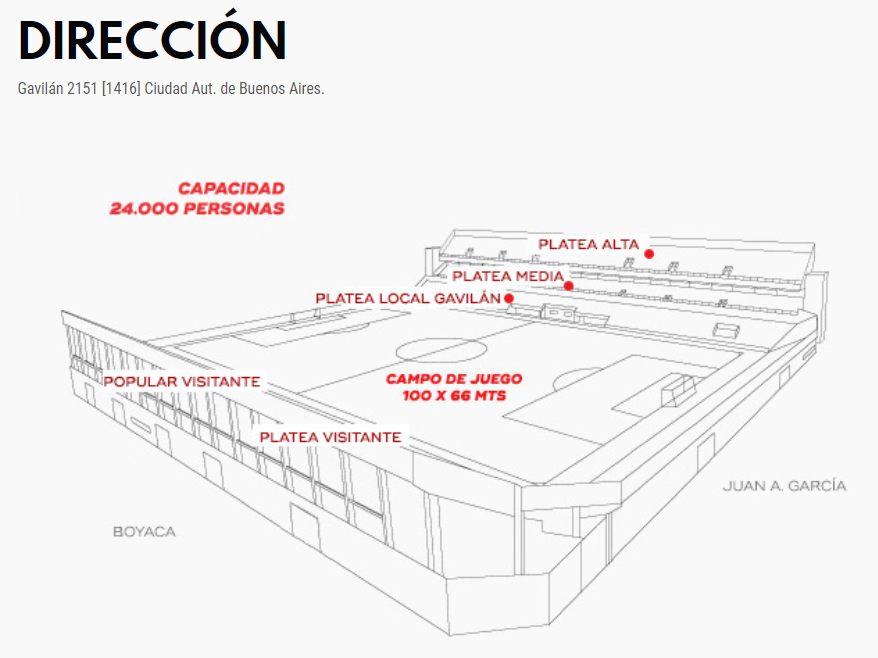 DIRECCIÓN
Gavilán 2151 [1416] Ciudad Aut. de Buenos Aires.
CAPACIDAD
24.000 PERSONAS
PLATEA ALTA
PLATEA MEDIA
PLATEA LOCAL GAVILÁN
CAMPO DE JUEGO
100 X 66 MTS
POPULAR VISITANTE
PLATEA VISITANTE
JUAN A. GARCÍA
BOYACA